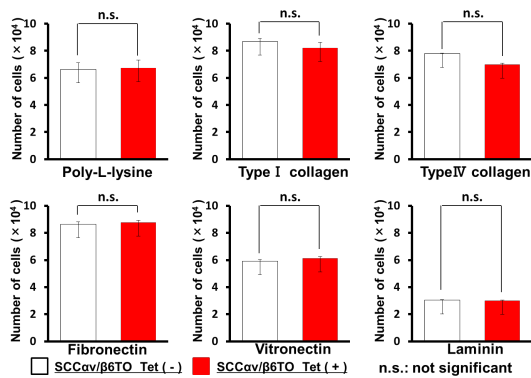 n.s.
n.s.
n.s.
Number of cells (×10⁴)
10
8
6
4
2
0
Number of cells (×10⁴)
10
8
6
4
2
0
Number of cells (×10⁴)
10
8
6
4
2
0
Poly-L-lysine
Type Ⅰ collagen
TypeⅣ collagen
n.s.
n.s.
n.s.
Number of cells (×10⁴)
10
8
6
4
2
0
Number of cells (×10⁴)
10
8
6
4
2
0
Number of cells (×10⁴)
10
8
6
4
2
0
Fibronectin
Vitronectin
Laminin
SCCαv/β6TO Tet (-)
SCCαv/β6TO Tet (+)
n.s.: not significant